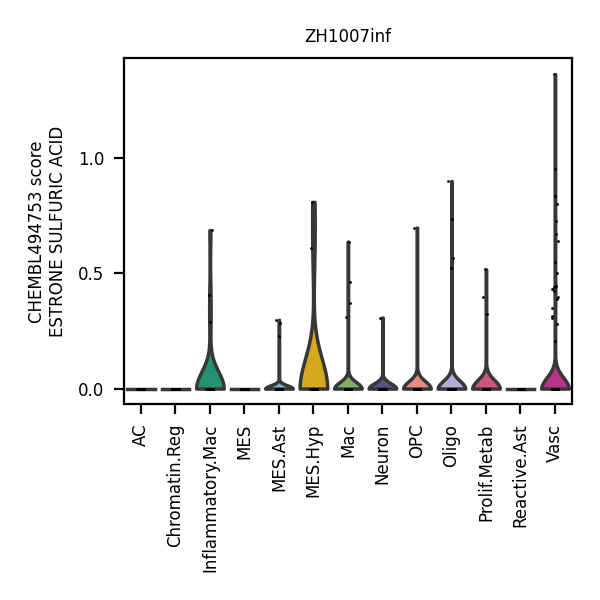 ZH1007inf
CHEMBL494753 score
ESTRONE SULFURIC ACID
1.0
0.5
0.0
AC
Chromatin.Reg
Inflammatory.Mac
MES
MES.Ast
MES.Hyp
Mac
Neuron
OPC
Oligo
Prolif.Metab
Reactive.Ast
Vasc